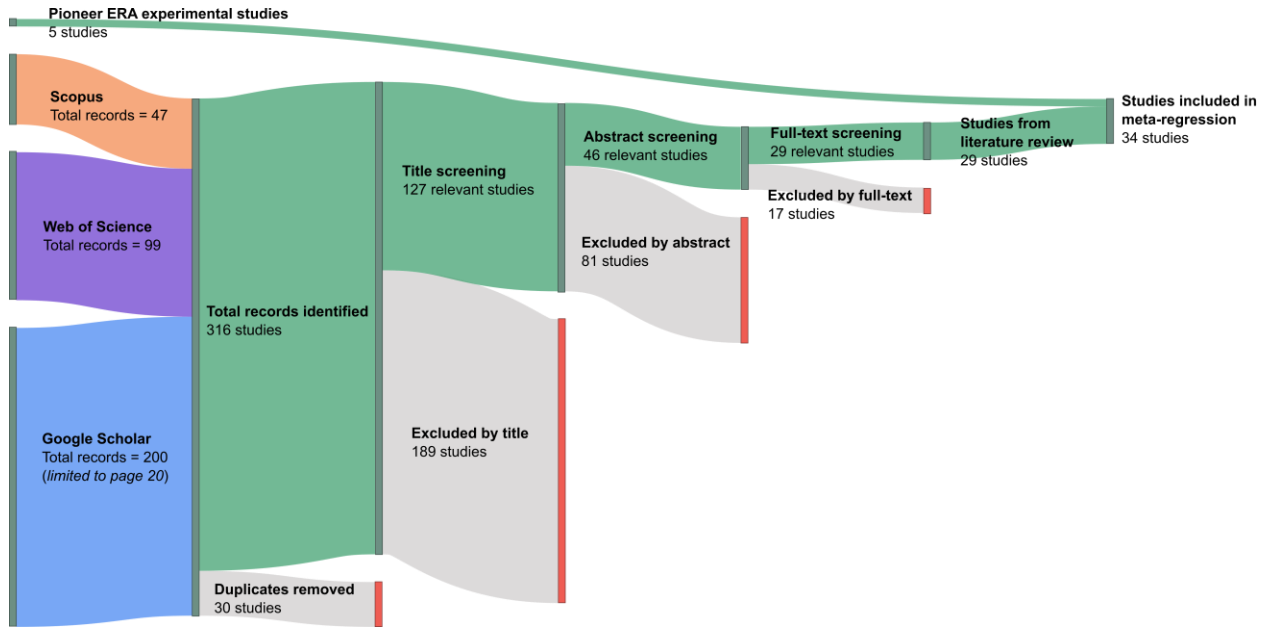 Pioneer ERA experimental studies
5 studies
Scopus
Total records = 47
Web of Science
Total records = 99
Google Scholar
Total records = 200
(limited to page 20)
Total records identified
316 studies
Duplicates removed
30 studies
Title screening
127 relevant studies
Excluded by title
189 studies
Abstract screening
46 relevant studies
Excluded by abstract
81 studies
Full-text screening
29 relevant studies
Excluded by full-text
17 studies
Studies from
literature review
29 studies
Studies included in
meta-regression
34 studies